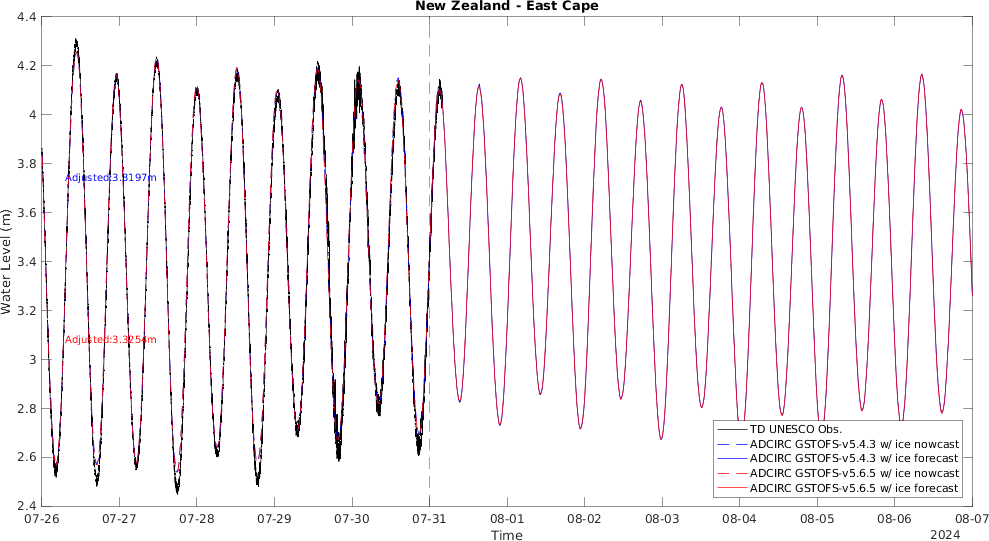 New Zealand - East Cape
4.4
4.2
4
3.8
3.6
3.4
3.2
3
2.8
2.6
2.4
Water Level (m)
Adjusted:3.3197m
Adjusted:3.3254m
TD UNESCO Obs.
ADCIRC GSTOFS-v5.4.3 w/ ice nowcast
ADCIRC GSTOFS-v5.4.3 w/ ice forecast
ADCIRC GSTOFS-v5.6.5 w/ ice nowcast
ADCIRC GSTOFS-v5.6.5 w/ ice forecast
07-26 07-27 07-28 07-29 07-30 07-31 08-01 08-02 08-03 08-04 08-05 08-06 08-07
Time
2024